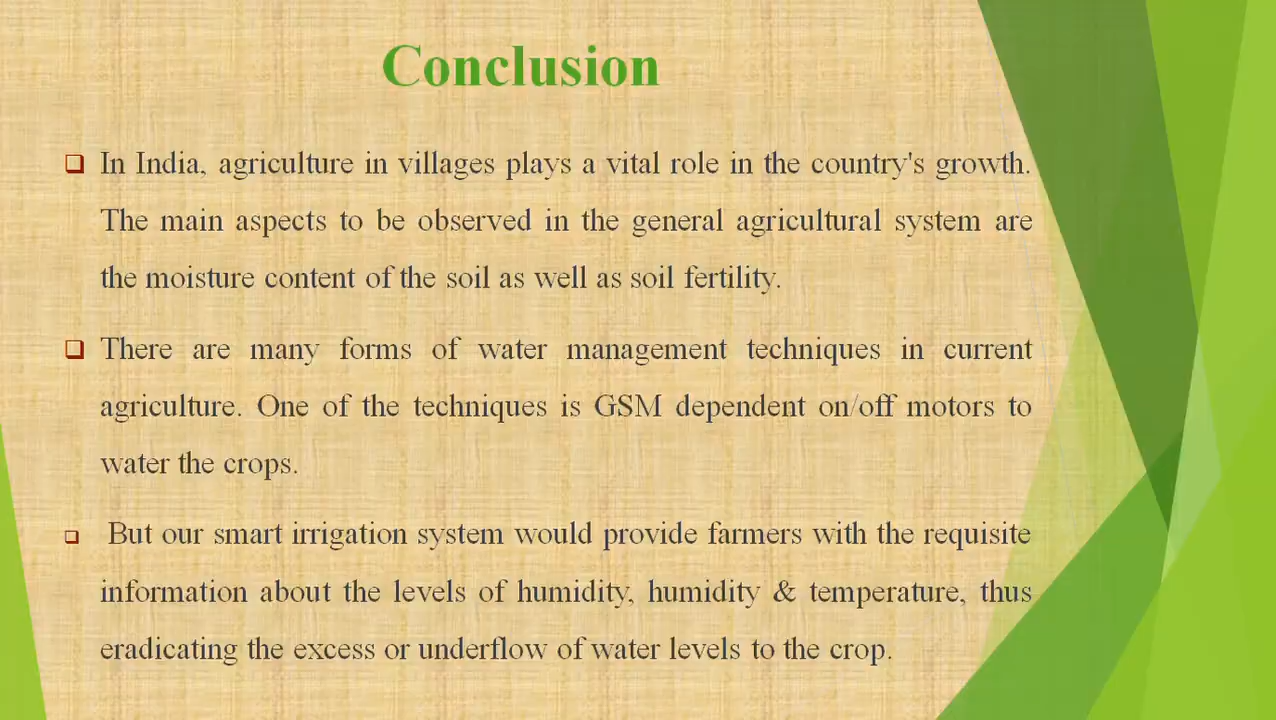 Conclusion
In India, agriculture in villages plays a vital role in the country's growth.
The main aspects to be observed in the general agricultural system are
the moisture content of the soil as well as soil fertility.
There are many forms of water management techniques in current
agriculture. One of the techniques is GSM dependent on/off motors to
water the crops.
But our smart irrigation system would provide farmers with the requisite
information about the levels of humidity, humidity & temperature, thus
eradicating the excess or underflow of water levels to the crop.